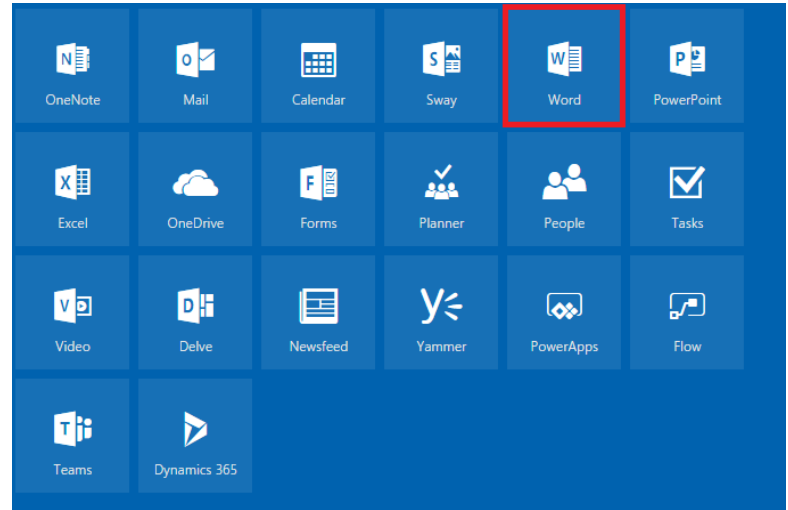 OneNote Mail Calendar Sway Word PowerPoint
Excel OneDrive Forms Planner People Tasks
Video Delve Newsfeed Yammer PowerApps Flow
Teams Dynamics 365